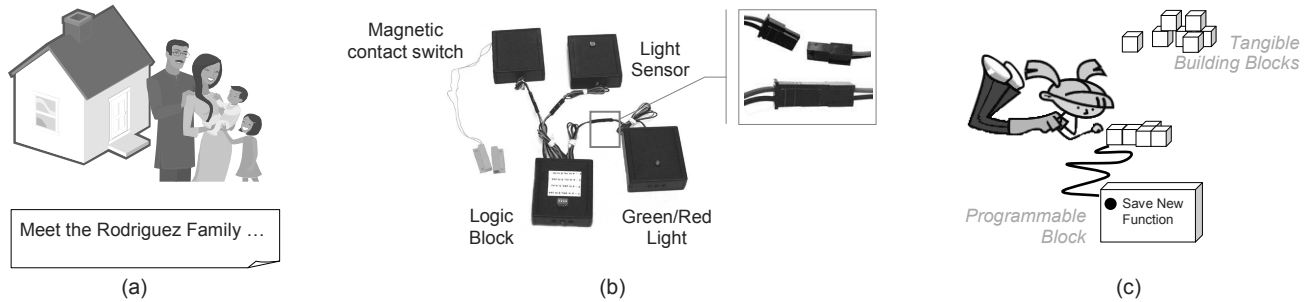 Meet the Rodriguez Family …
(a)
Magnetic
contact switch
Light
Sensor
Logic
Block
Green/Red
Light
(b)
Tangible
Building Blocks
Programmable
Block
Save New
Function
(c)